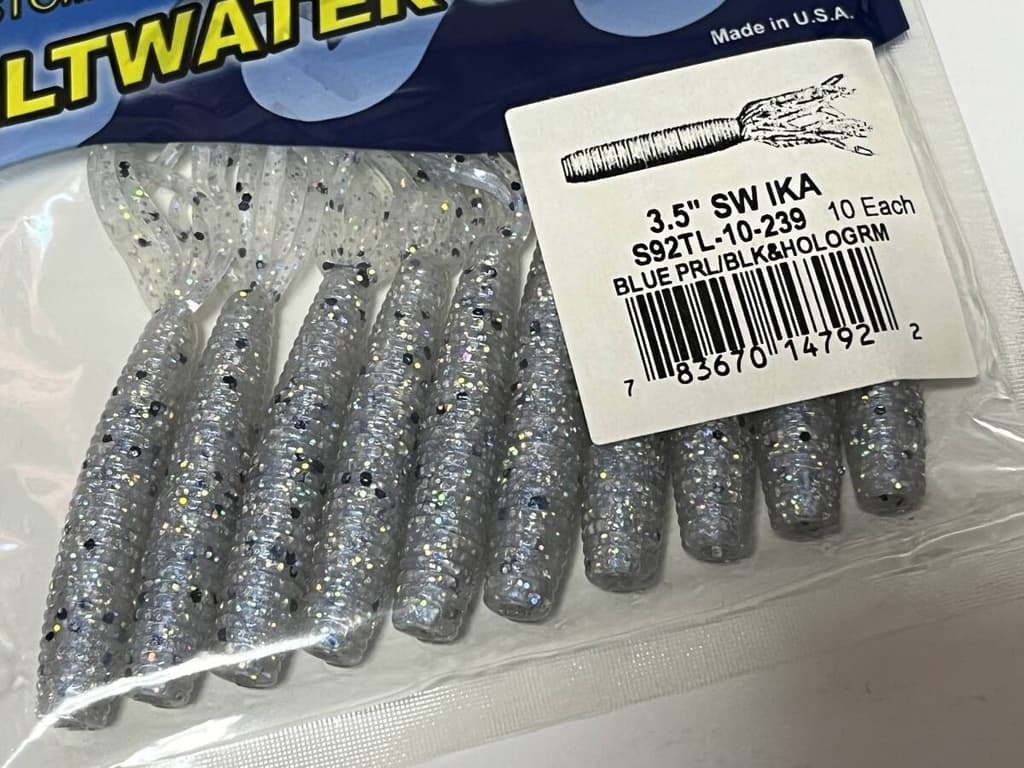 LTWATER
Made in U.S.A.
3.5" SW IKA
S92TL-10-239 10 Each
BLUE PRL/BLK&HOLOGRM
7 83670 14792 2